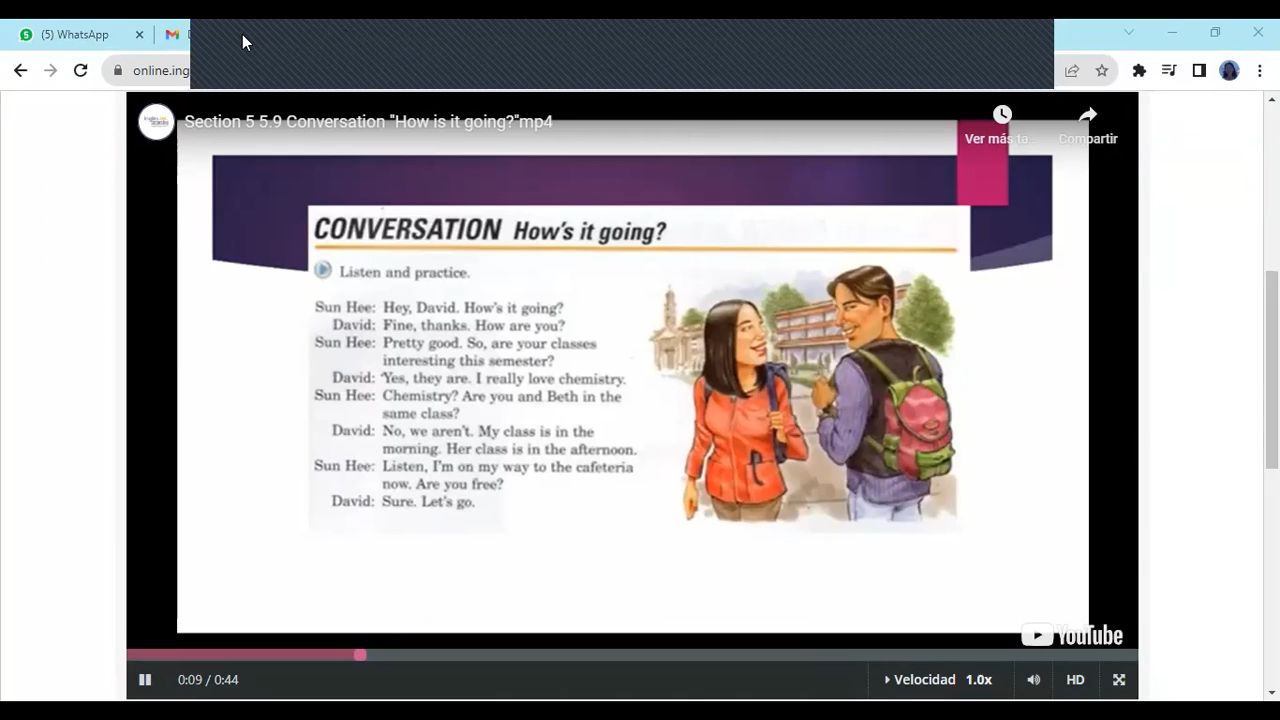 (5) WhatsApp
online.ing
Section 5 5.9 Conversation "How is it going?"mp4
Ver más ta...
Compartir
CONVERSATION How's it going?
Listen and practice.
Sun Hee: Hey, David. How's it going?
David: Fine, thanks. How are you?
Sun Hee: Pretty good. So, are your classes
interesting this semester?
David: Yes, they are. I really love chemistry.
Sun Hee: Chemistry? Are you and Beth in the
same class?
David: No, we aren't. My class is in the
morning. Her class is in the afternoon.
Sun Hee: Listen, I'm on my way to the cafeteria
now. Are you free?
David: Sure. Let's go.
YouTube
0:09 / 0:44
Velocidad 1.0x
HD